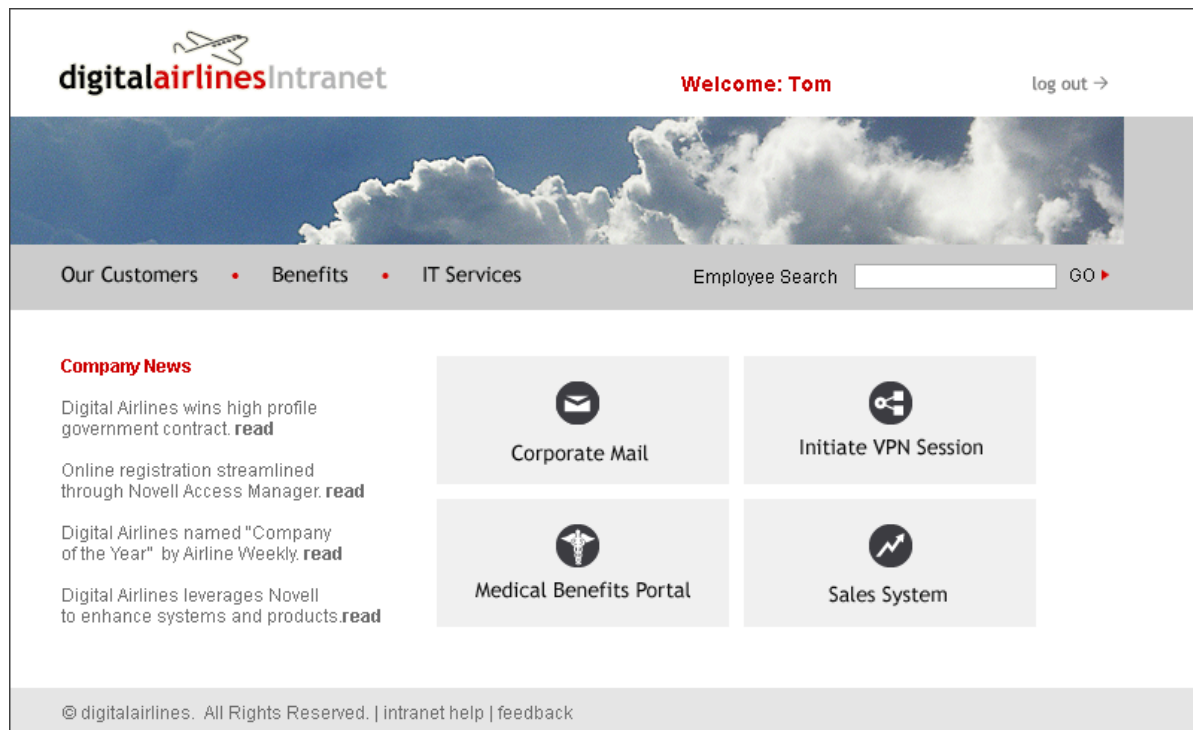 digitalairlinesIntranet
Welcome: Tom
log out →
Our Customers • Benefits • IT Services
Employee Search
GO
Company News
Digital Airlines wins high profile
government contract. read
Online registration streamlined
through Novell Access Manager. read
Digital Airlines named "Company
of the Year" by Airline Weekly. read
Digital Airlines leverages Novell
to enhance systems and products.read
Corporate Mail
Initiate VPN Session
Medical Benefits Portal
Sales System
© digitalairlines. All Rights Reserved. | intranet help | feedback